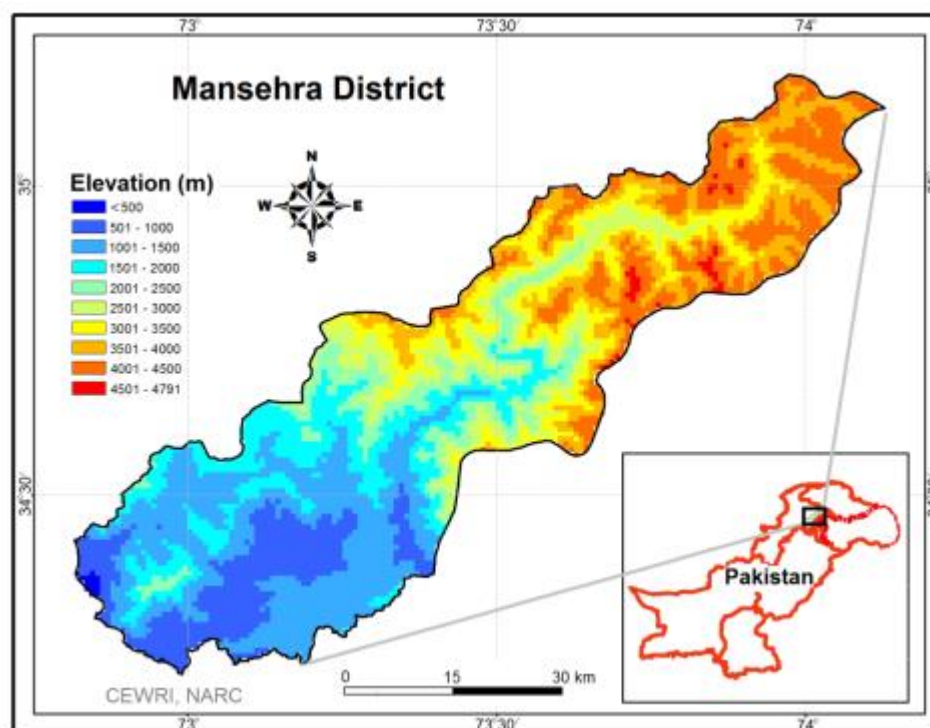 73°
73°30'
74°
Mansehra District
N
W
E
S
35°
Elevation (m)
<500
501 - 1000
1001 - 1500
1501 - 2000
2001 - 2500
2501 - 3000
3001 - 3500
3501 - 4000
4001 - 4500
4501 - 4791
34°30'
Pakistan
0
15
30 km
CEWRI, NARC
73°
73°30'
74°